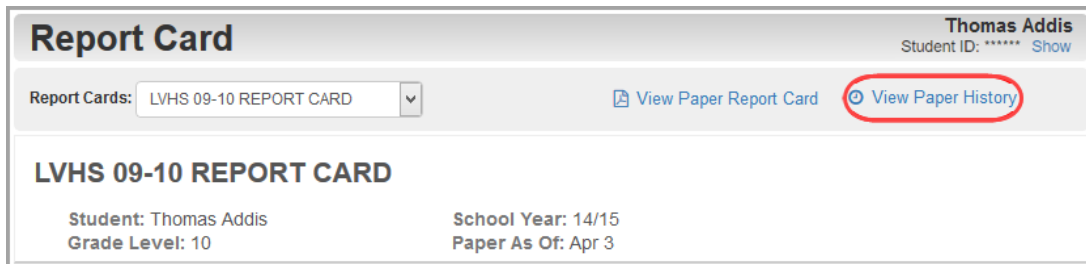 Report Card
Thomas Addis
Student ID: ****** Show
Report Cards: LVHS 09-10 REPORT CARD
View Paper Report Card
View Paper History
LVHS 09-10 REPORT CARD
Student: Thomas Addis
School Year: 14/15
Grade Level: 10
Paper As Of: Apr 3